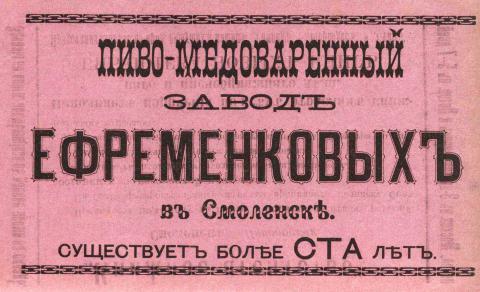 ПИВО-МЕДОВАРЕННЫЙ
ЗАВОДЪ
ЕФРЕМЕНКОВЫХЪ
въ Смоленскѣ.
СУЩЕСТВУЕТЪ БОЛѢЕ СТА ЛѢТЪ.